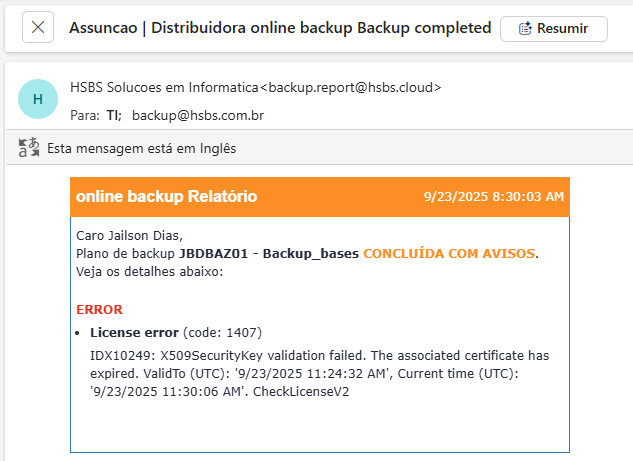 Assuncao | Distribuidora online backup Backup completed
Resumir
H
HSBS Solucoes em Informatica<backup.report@hsbs.cloud>
Para: TI; backup@hsbs.com.br
Esta mensagem está em Inglês
online backup Relatório 9/23/2025 8:30:03 AM
Caro Jailson Dias,
Plano de backup JBDBAZ01 - Backup_bases CONCLUÍDA COM AVISOS.
Veja os detalhes abaixo:
ERROR
• License error (code: 1407)
IDX10249: X509SecurityKey validation failed. The associated certificate has
expired. ValidTo (UTC): '9/23/2025 11:24:32 AM', Current time (UTC):
'9/23/2025 11:30:06 AM'. CheckLicenseV2